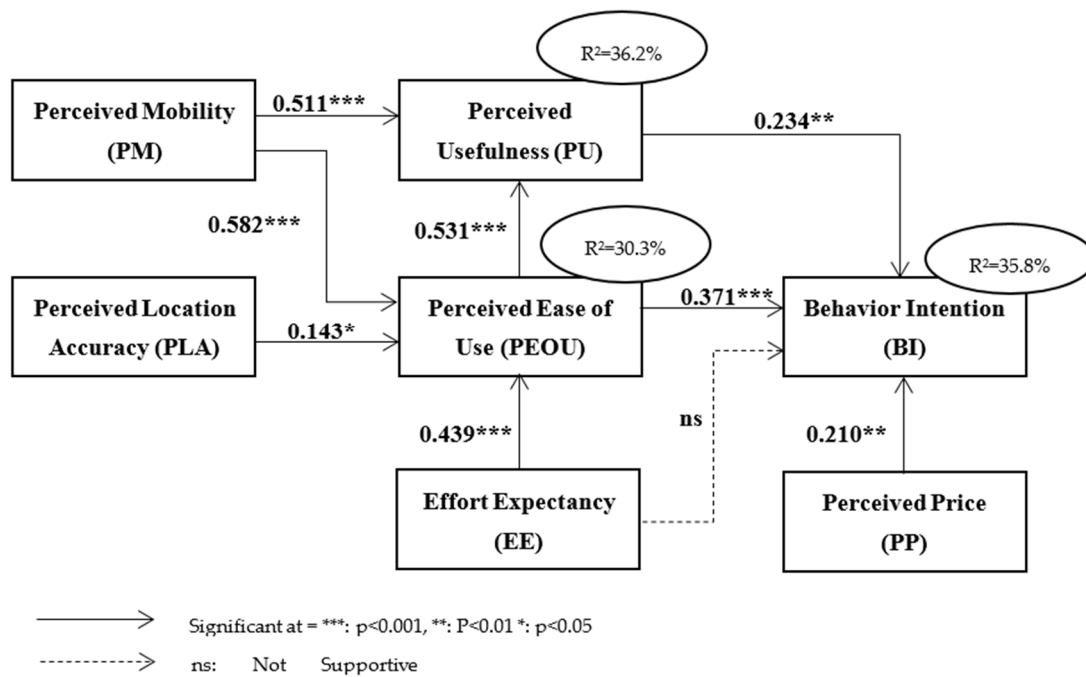 R²=36.2%
Perceived Mobility
(PM)
0.511***
Perceived
Usefulness (PU)
0.234**
0.582***
0.531***
R²=30.3%
R²=35.8%
Perceived Location
Accuracy (PLA)
0.143*
Perceived Ease of
Use (PEOU)
0.371***
Behavior Intention
(BI)
0.439***
ns
0.210**
Effort Expectancy
(EE)
Perceived Price
(PP)
Significant at = ***: p<0.001, **: P<0.01 *: p<0.05
ns: Not Supportive